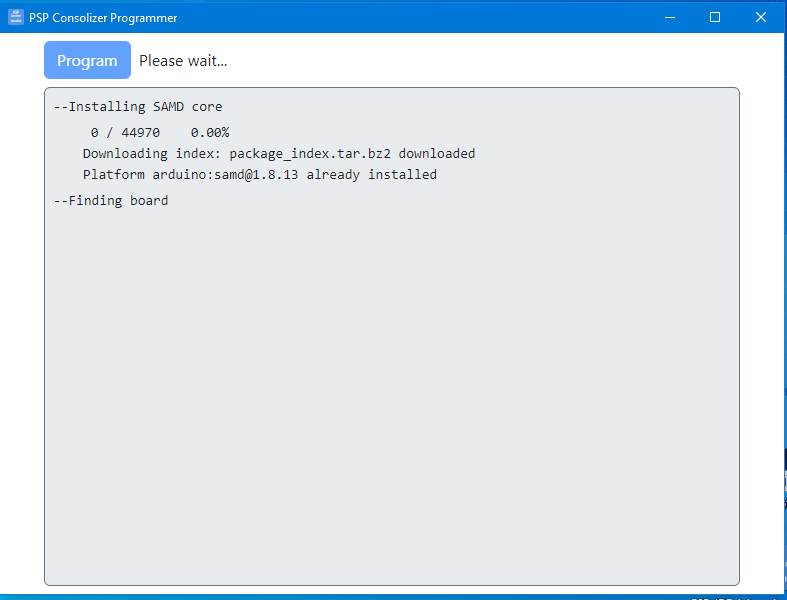 PSP Consolizer Programmer
Program Please wait...
--Installing SAMD core
0 / 44970 0.00%
Downloading index: package_index.tar.bz2 downloaded
Platform arduino:samd@1.8.13 already installed
--Finding board